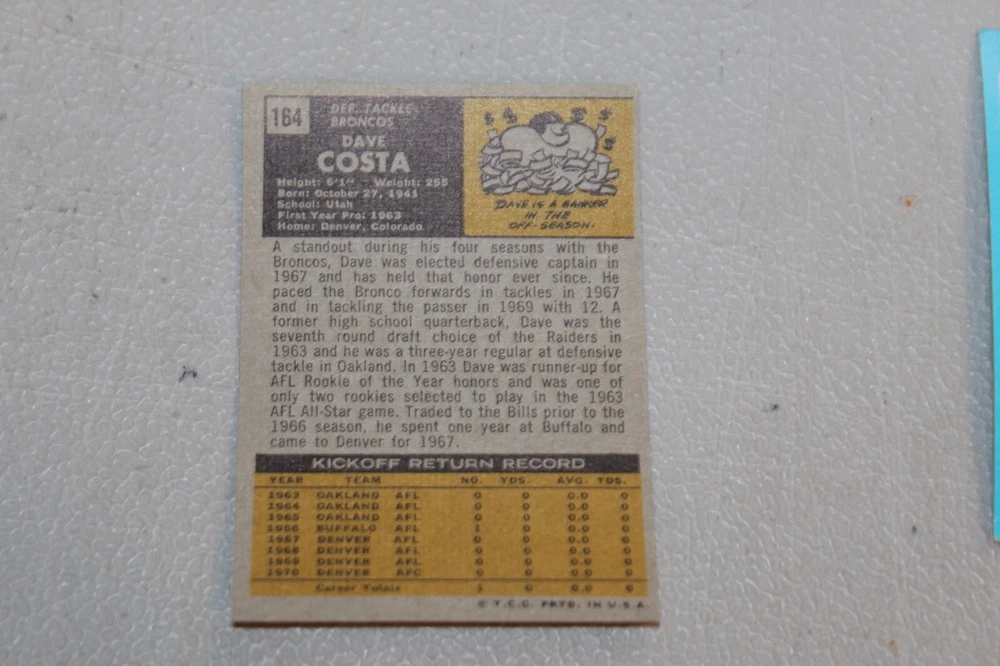 164
DEF. TACKLE
BRONCOS
DAVE
COSTA
Height: 6'1" - Weight: 255
Born: October 27, 1941
School: Utah
First Year Pro: 1963
Home: Denver, Colorado
DAVE IS A BANKER
IN THE
OFF-SEASON.
A standout during his four seasons with the
Broncos, Dave was elected defensive captain in
1967 and has held that honor ever since. He
paced the Bronco forwards in tackles in 1967
and in tackling the passer in 1969 with 12. A
former high school quarterback, Dave was the
seventh round draft choice of the Raiders in
1963 and he was a three-year regular at defensive
tackle in Oakland. In 1963 Dave was runner-up for
AFL Rookie of the Year honors and was one of
only two rookies selected to play in the 1963
AFL All-Star game. Traded to the Bills prior to the
1966 season, he spent one year at Buffalo and
came to Denver for 1967.
KICKOFF RETURN RECORD
YEAR TEAM NO. YDS. AVG. TDS.
1963 OAKLAND AFL 0 0 0.0 0
1964 OAKLAND AFL 0 0 0.0 0
1965 OAKLAND AFL 0 0 0.0 0
1966 BUFFALO AFL 1 0 0.0 0
1967 DENVER AFL 0 0 0.0 0
1968 DENVER AFL 0 0 0.0 0
1969 DENVER AFL 0 0 0.0 0
1970 DENVER AFC 0 0 0.0 0
Career Totals 1 0 0.0 0
© T.C.G. PRTD. IN U.S.A.